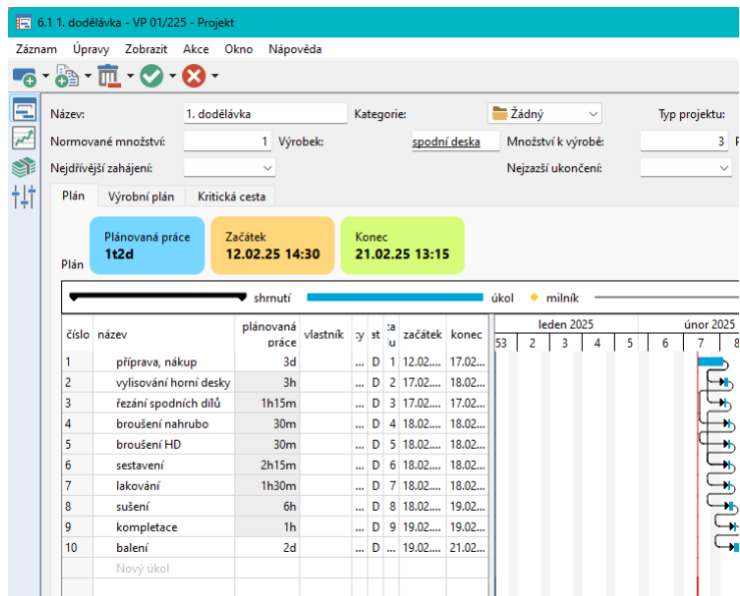 6.1 1. dodělávka - VP 01/225 - Projekt
Záznam Úpravy Zobrazit Akce Okno Nápověda
Název: 1. dodělávka Kategorie: Žádný Typ projektu:
Normované množství: 1 Výrobek: spodní deska Množství k výrobě: 3
Nejdřívější zahájení: Nejzazší ukončení:
Plán Výrobní plán Kritická cesta
Plán
Plánovaná práce
1t2d
Začátek
12.02.25 14:30
Konec
21.02.25 13:15
shrnutí úkol milník
číslo název plánovaná práce vlastník :y at :a u začátek konec
leden 2025 únor 2025
53 2 3 4 5 6 7 8
1 příprava, nákup 3d ... D 1 12.02.... 17.02...
2 vylisování horní desky 3h ... D 2 17.02.... 18.02...
3 řezání spodních dílů 1h15m ... D 3 17.02.... 17.02...
4 broušení nahrubo 30m ... D 4 18.02.... 18.02...
5 broušení HD 30m ... D 5 18.02.... 18.02...
6 sestavení 2h15m ... D 6 18.02.... 18.02...
7 lakování 1h30m ... D 7 18.02.... 18.02...
8 sušení 6h ... D 8 18.02.... 19.02...
9 kompletace 1h ... D 9 19.02.... 19.02...
10 balení 2d ... D ... 19.02.... 21.02...
Nový úkol